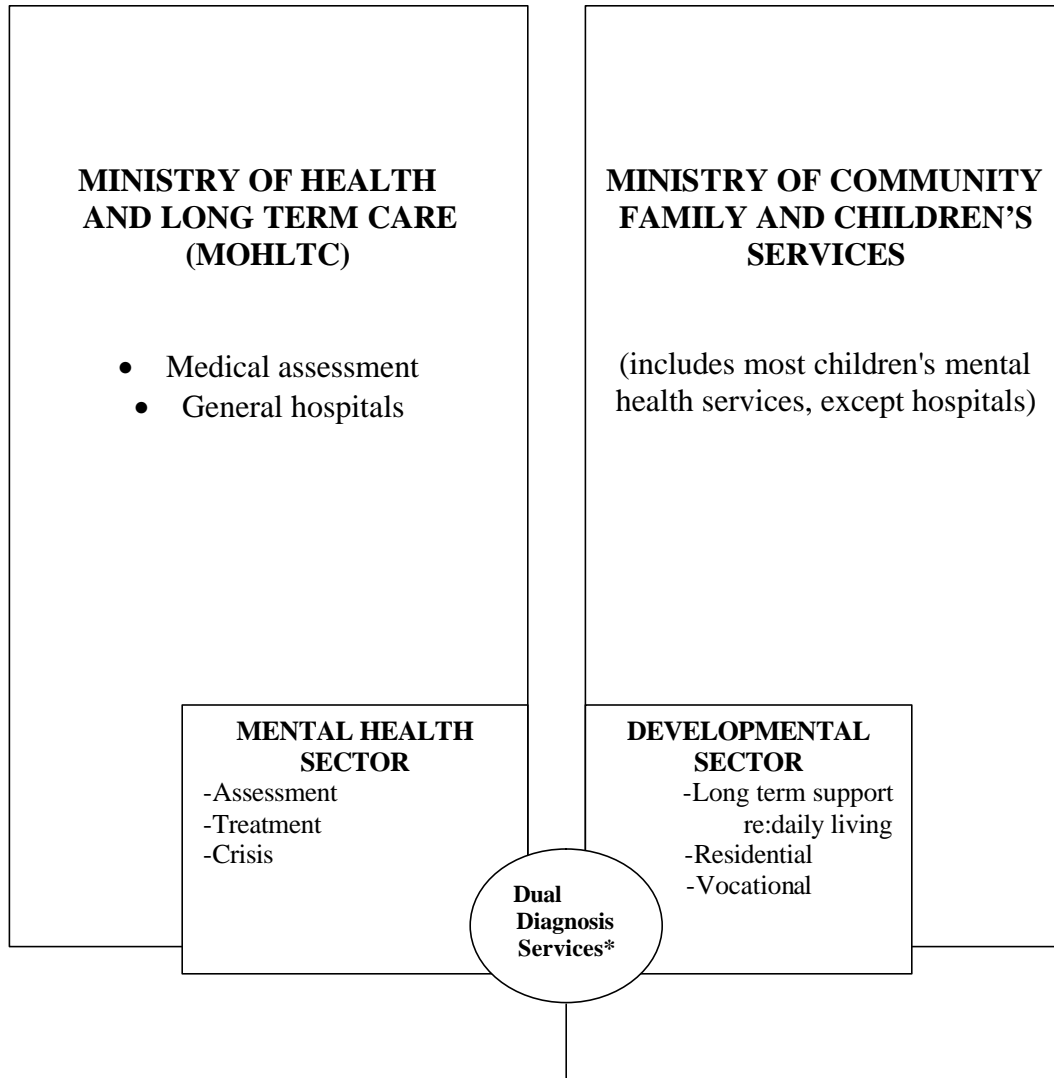 MINISTRY OF HEALTH
AND LONG TERM CARE
(MOHLTC)
• Medical assessment
• General hospitals
MINISTRY OF COMMUNITY
FAMILY AND CHILDREN’S
SERVICES
(includes most children's mental
health services, except hospitals)
MENTAL HEALTH
SECTOR
-Assessment
-Treatment
-Crisis
DEVELOPMENTAL
SECTOR
-Long term support
re:daily living
-Residential
-Vocational
Dual
Diagnosis
Services*